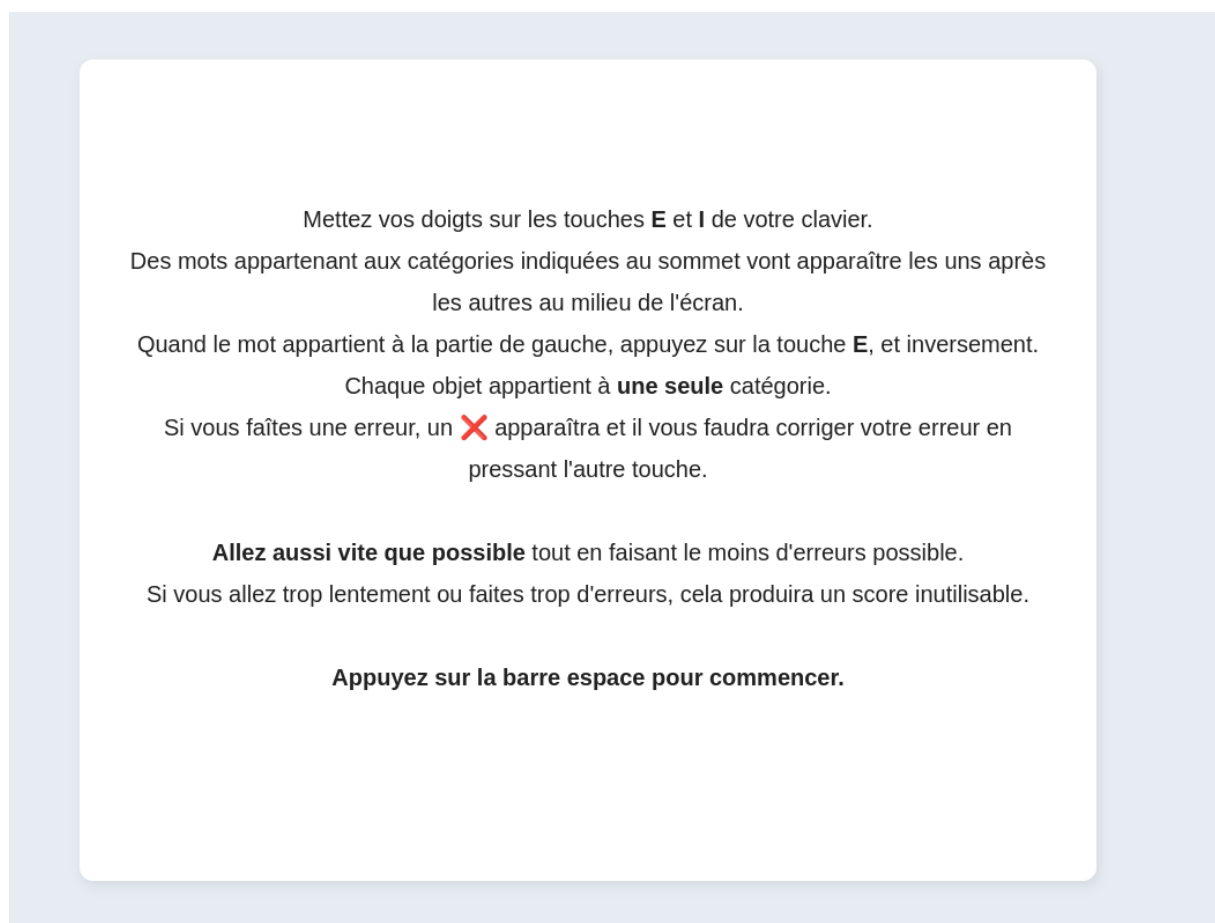 Mettez vos doigts sur les touches E et I de votre clavier.
Des mots appartenant aux catégories indiquées au sommet vont apparaître les uns après
les autres au milieu de l'écran.
Quand le mot appartient à la partie de gauche, appuyez sur la touche E, et inversement.
Chaque objet appartient à une seule catégorie.
Si vous faîtes une erreur, un ❌ apparaîtra et il vous faudra corriger votre erreur en
pressant l'autre touche.
Allez aussi vite que possible tout en faisant le moins d'erreurs possible.
Si vous allez trop lentement ou faites trop d'erreurs, cela produira un score inutilisable.
Appuyez sur la barre espace pour commencer.